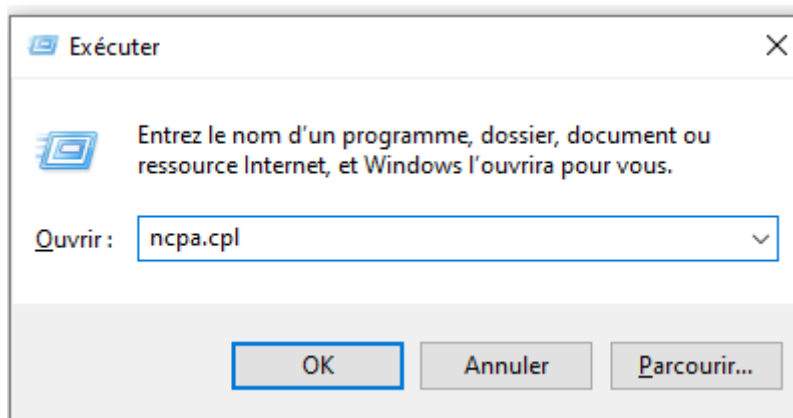 Exécuter
Entrez le nom d'un programme, dossier, document ou
ressource Internet, et Windows l'ouvrira pour vous.
Ouvrir : ncpa.cpl
OK Annuler Parcourir...